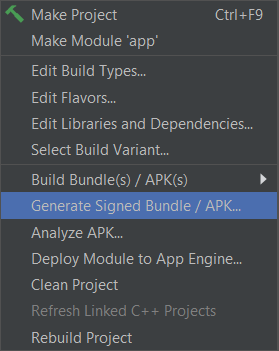 Make Project Ctrl+F9
Make Module 'app'
Edit Build Types...
Edit Flavors...
Edit Libraries and Dependencies...
Select Build Variant...
Build Bundle(s) / APK(s)
Generate Signed Bundle / APK...
Analyze APK...
Deploy Module to App Engine...
Clean Project
Refresh Linked C++ Projects
Rebuild Project